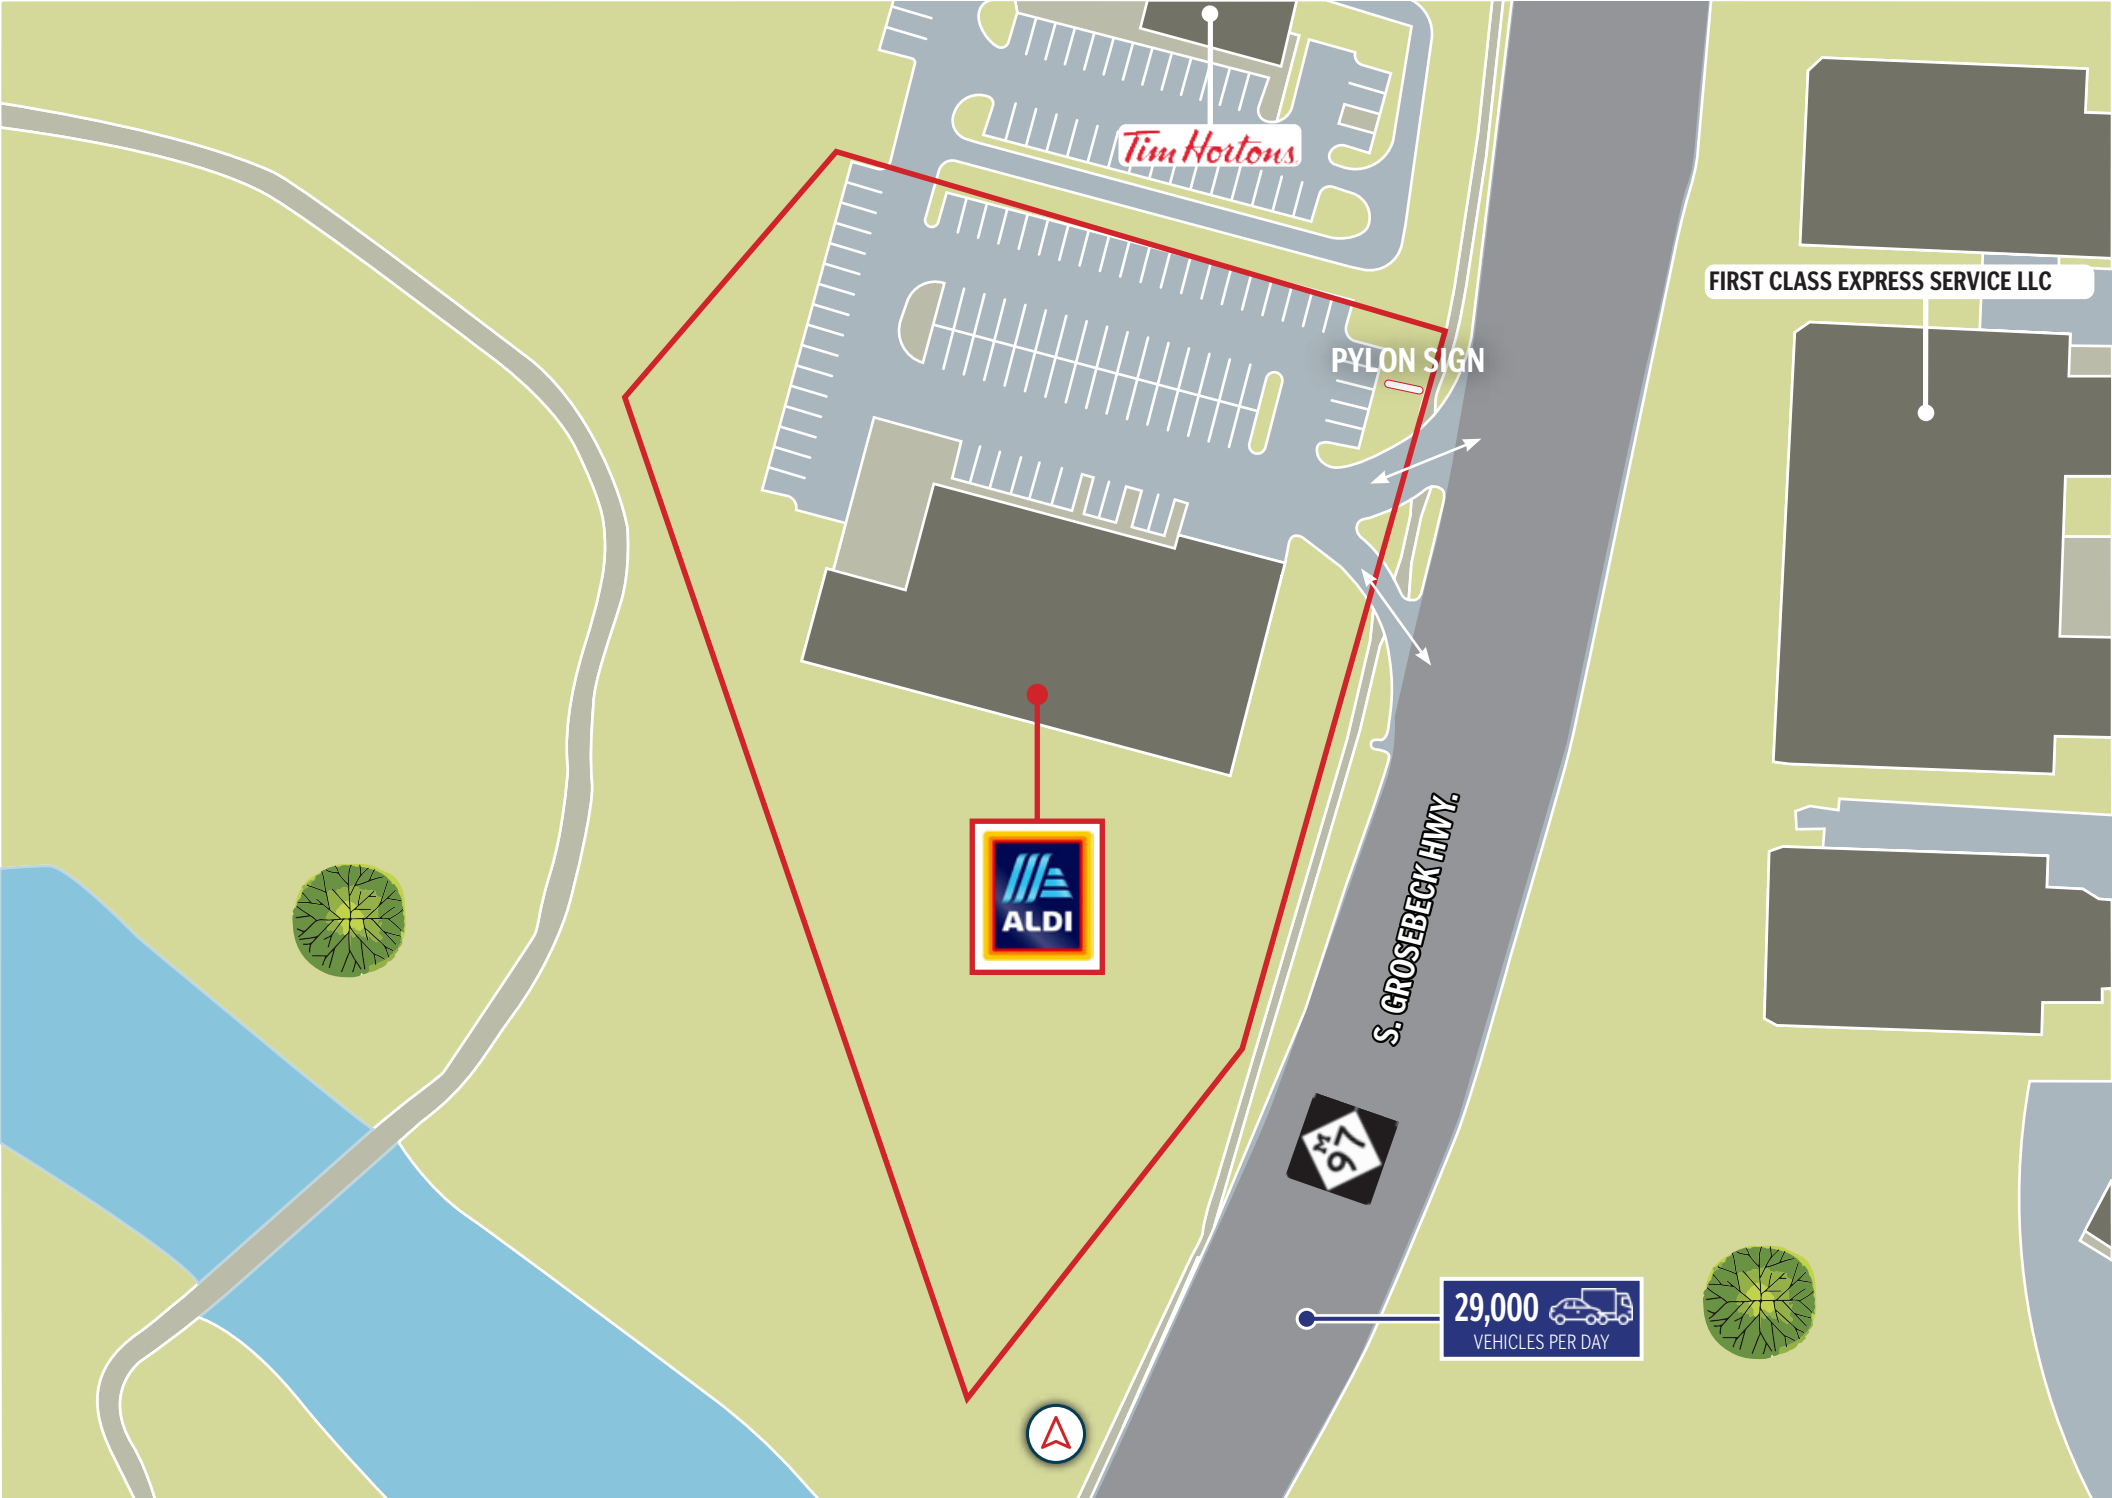 Tim Hortons
FIRST CLASS EXPRESS SERVICE LLC
PYLON SIGN
ALDI
S. GROSEBECK HWY.
M
97
29,000
VEHICLES PER DAY